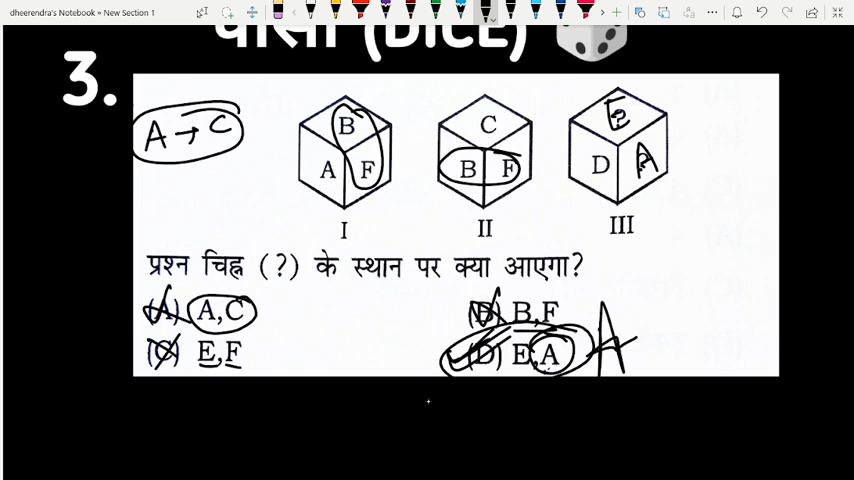 dheerendra's Notebook » New Section 1
पासा (DICE)
3.
A → C
B
A F
I
C
B F
II
E ?
D A ?
III
प्रश्न चिह्न (?) के स्थान पर क्या आएगा?
(A) A,C (B) B,F
(C) E,F (D) E,A A